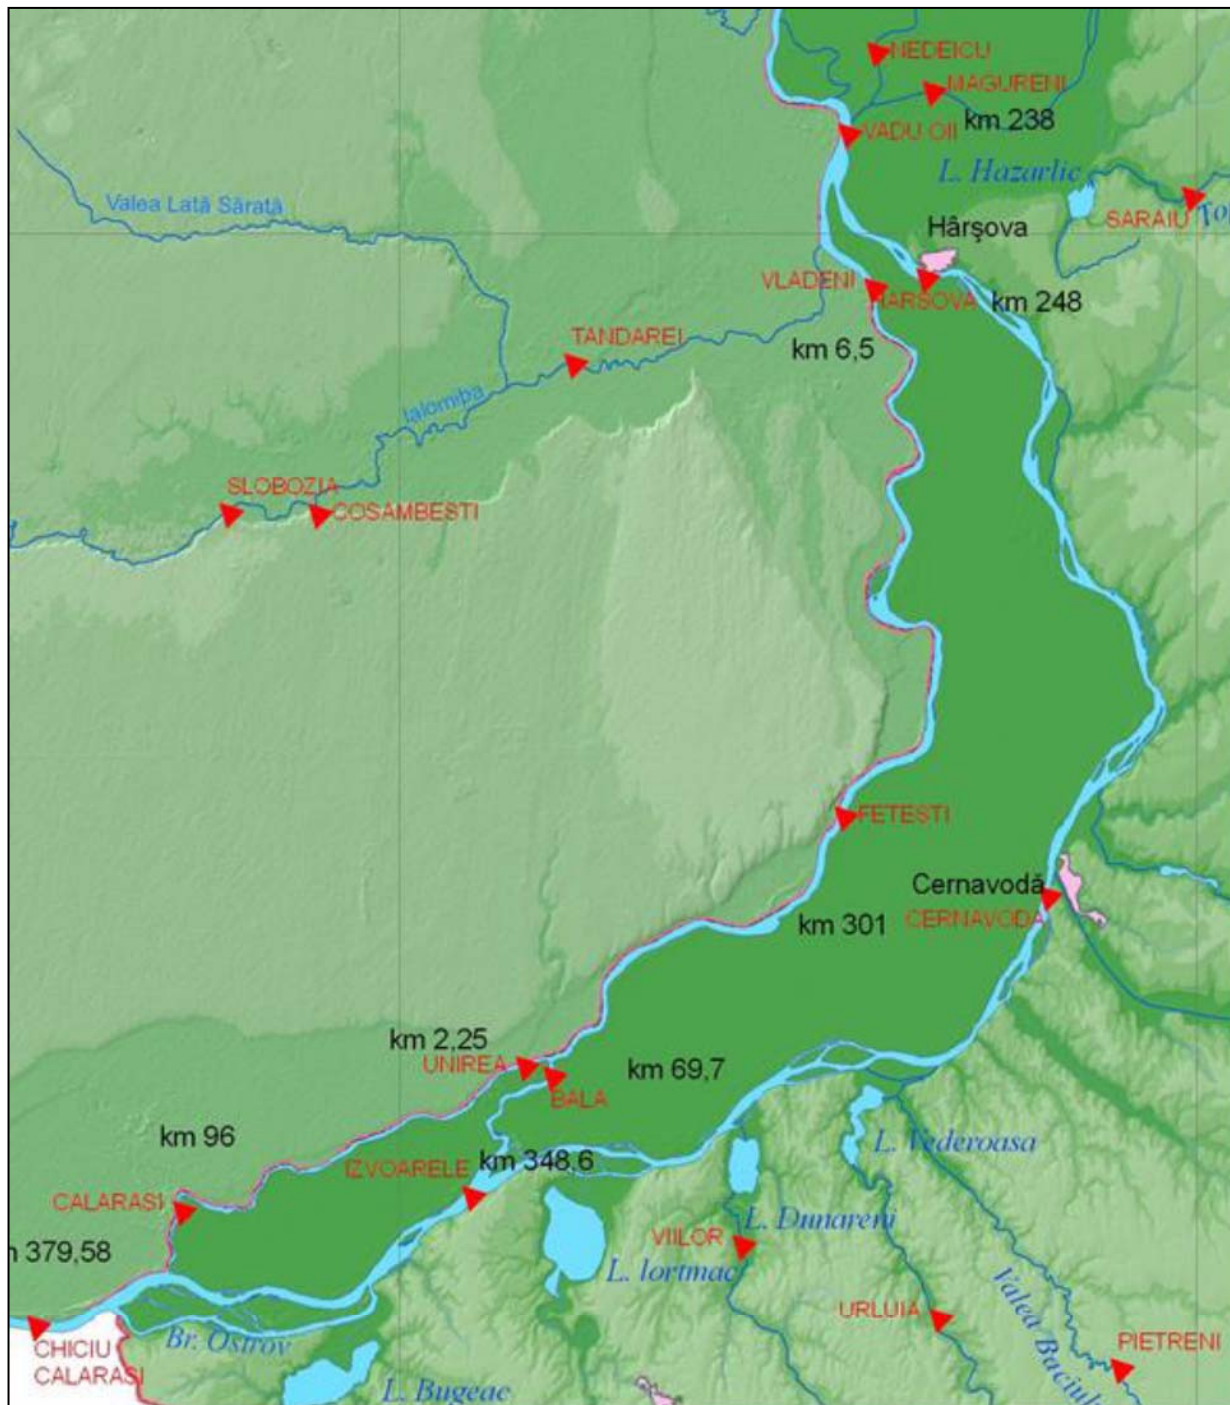 NEDEICU
MAGURENI
km 238
VADU OII
L. Hazarlic
Valea Lată Sărată
SARAIU
Hârşova
VLADENI
HARSOVA
km 248
TANDAREI
km 6,5
Ialomiba
SLOBOZIA
COSAMBESTI
FETESTI
Cernavodă
CERNAVODA
km 301
km 2,25
UNIREA
km 69,7
BALA
km 96
L. Vederoasa
IZVOARELE
km 348,6
CALARASI
L. Dunareni
VIILOR
379,58
L. Iortmac
Valea
URLUIA
Br. Ostrov
CHICIU
CALARASI
PIETRENI
L. Bugeac